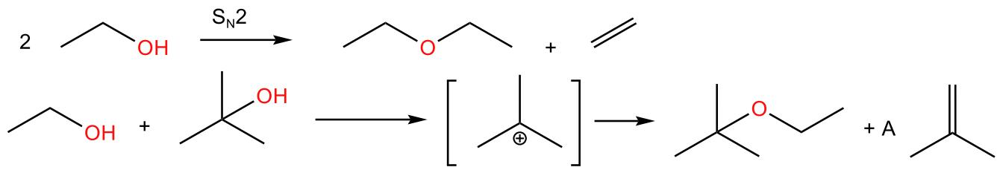 S_N2
2 OH O +
OH + OH ⊕ O + A